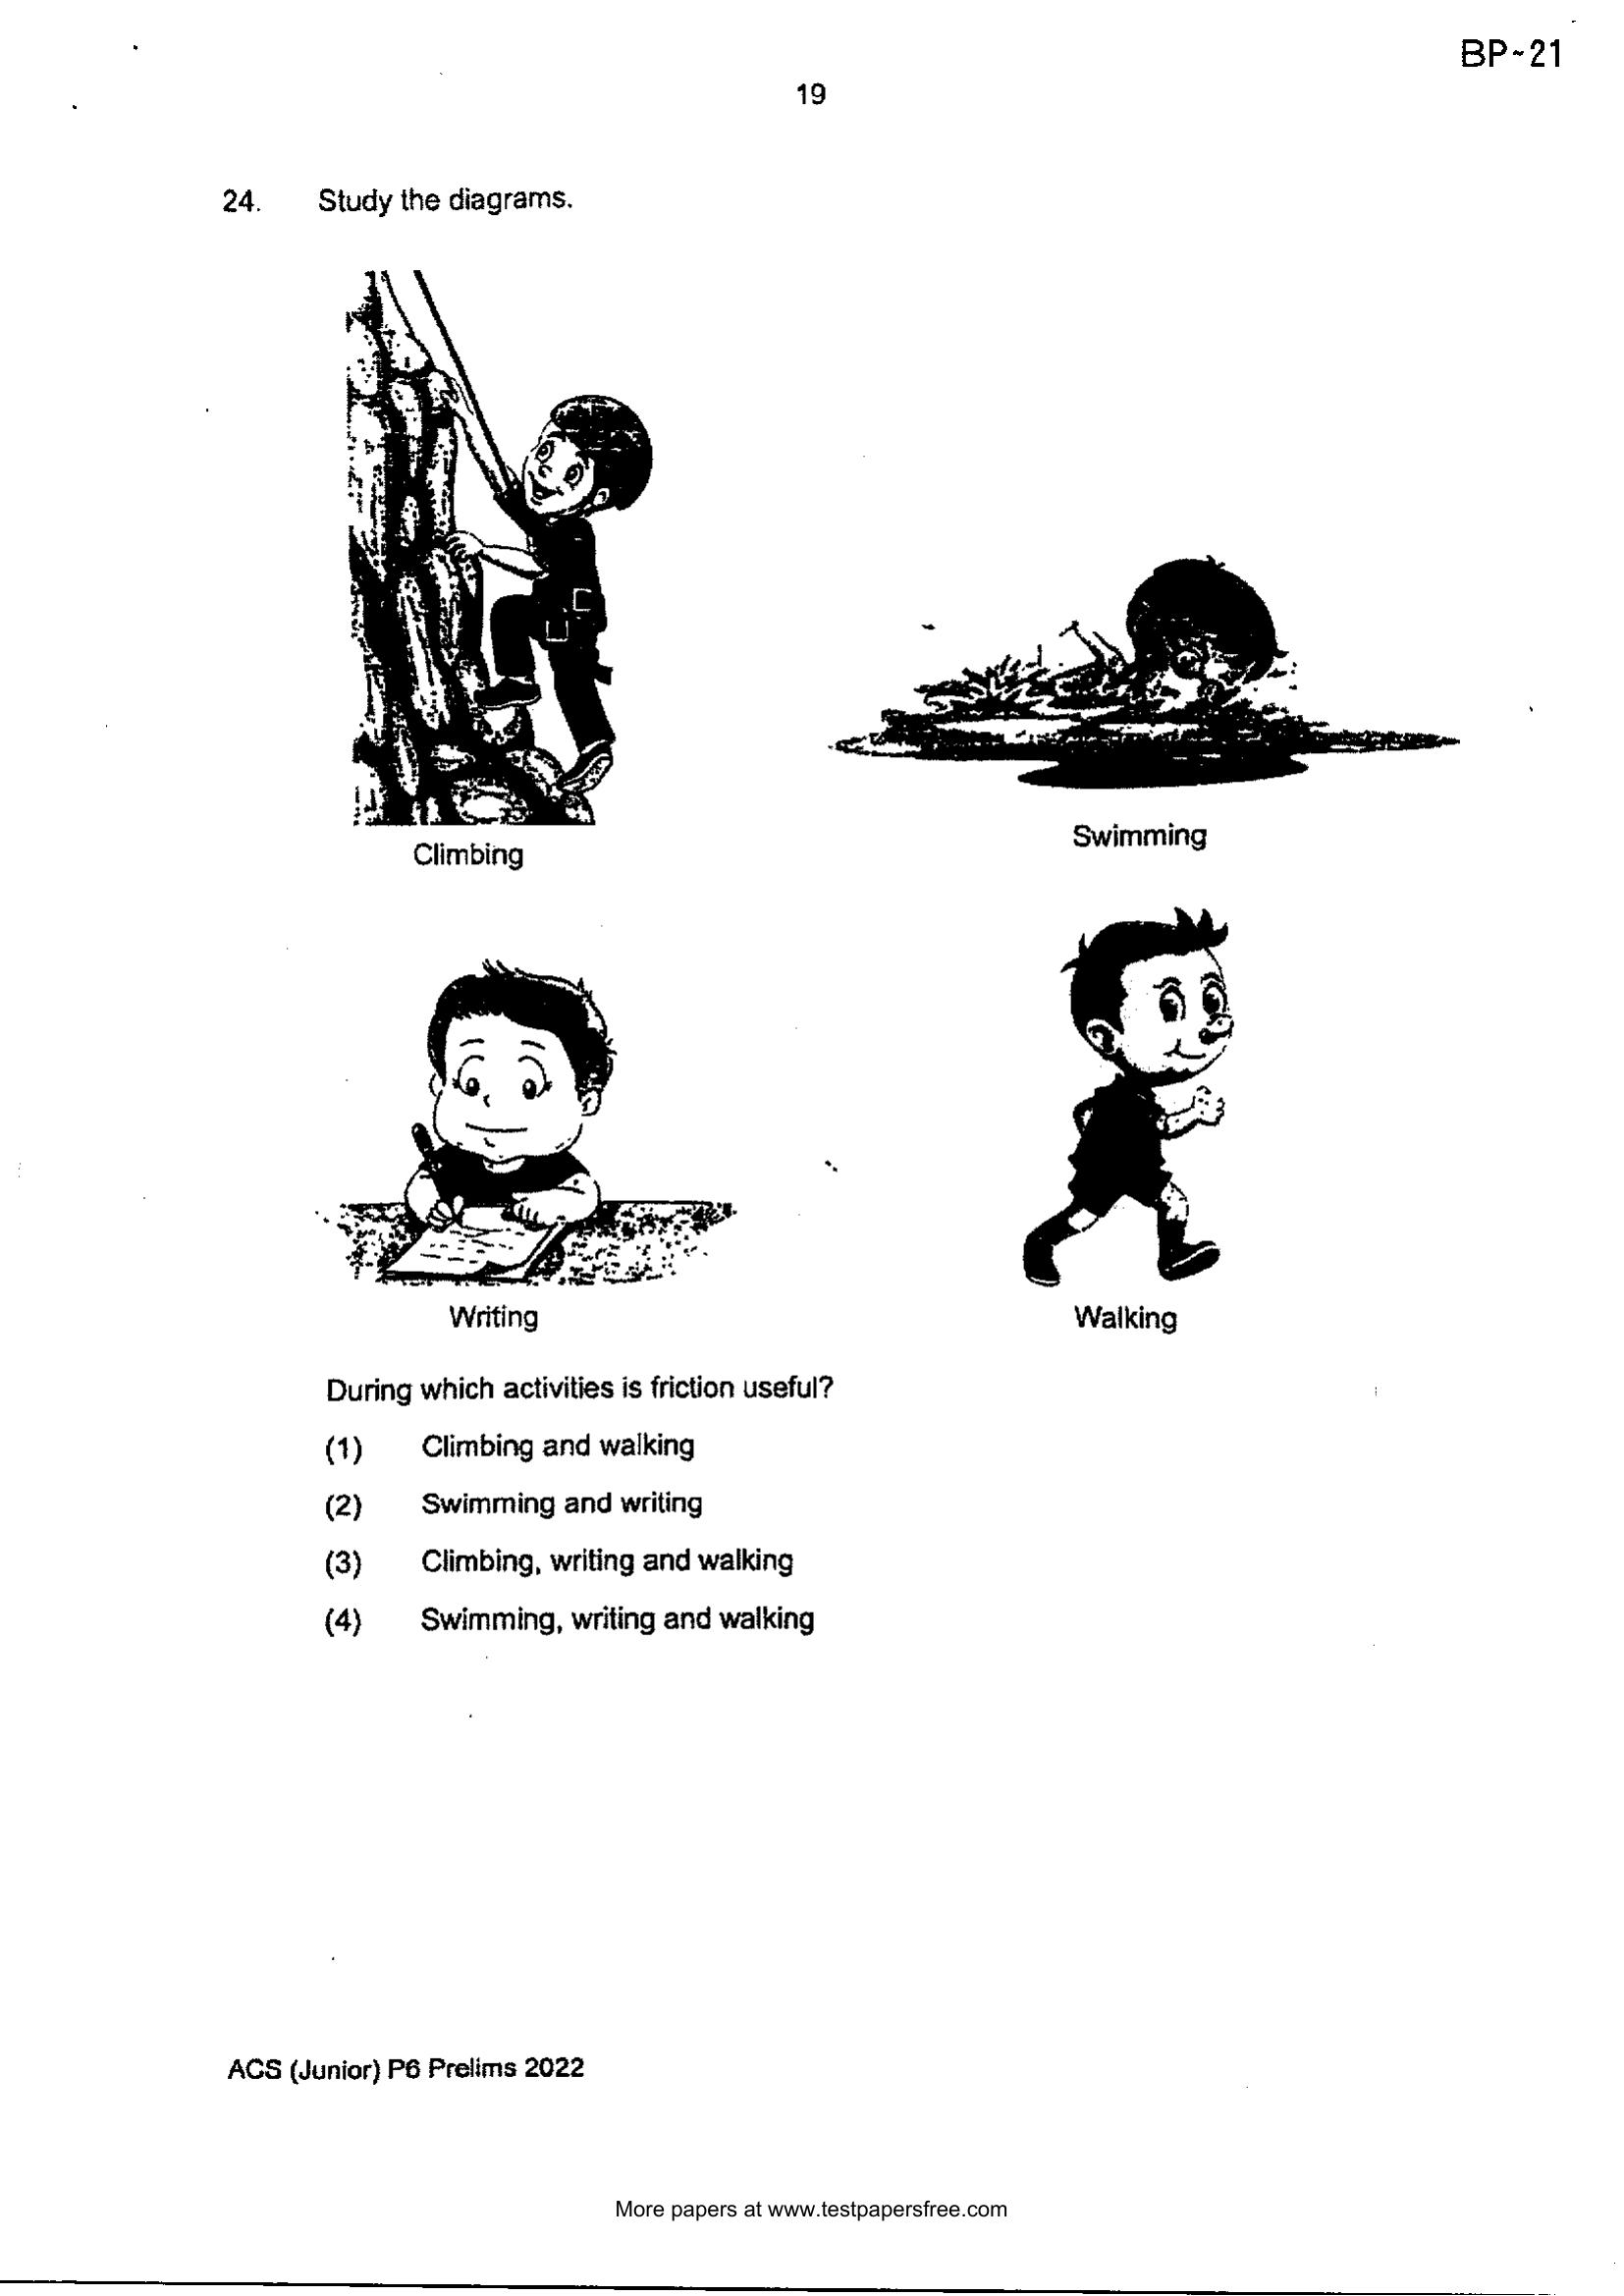 BP~21
19
24. Study the diagrams.
Climbing
Swimming
Writing
Walking
During which activities is friction useful?
(1) Climbing and walking
(2) Swimming and writing
(3) Climbing, writing and walking
(4) Swimming, writing and walking
ACS (Junior) P6 Prelims 2022
More papers at www.testpapersfree.com